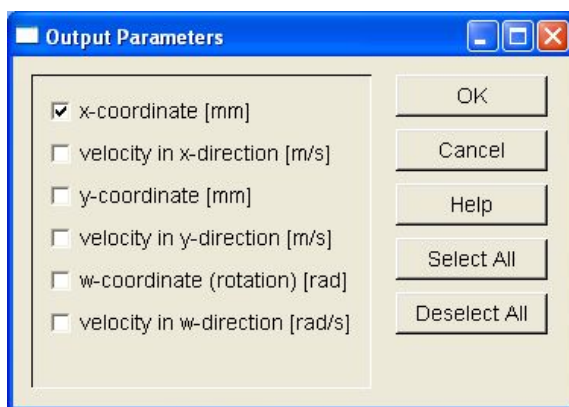 Output Parameters
x-coordinate [mm]
velocity in x-direction [m/s]
y-coordinate [mm]
velocity in y-direction [m/s]
w-coordinate (rotation) [rad]
velocity in w-direction [rad/s]
OK
Cancel
Help
Select All
Deselect All